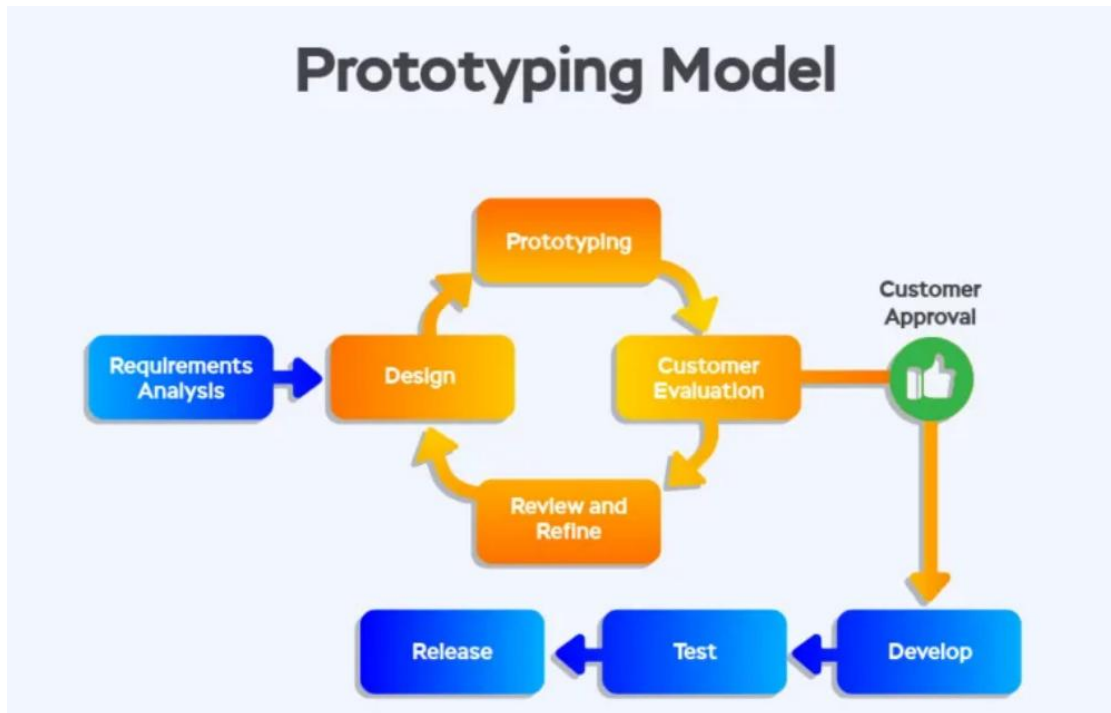 Prototyping Model
Prototyping
Customer
Approval
Requirements
Analysis
Design
Customer
Evaluation
Review and
Refine
Release
Test
Develop